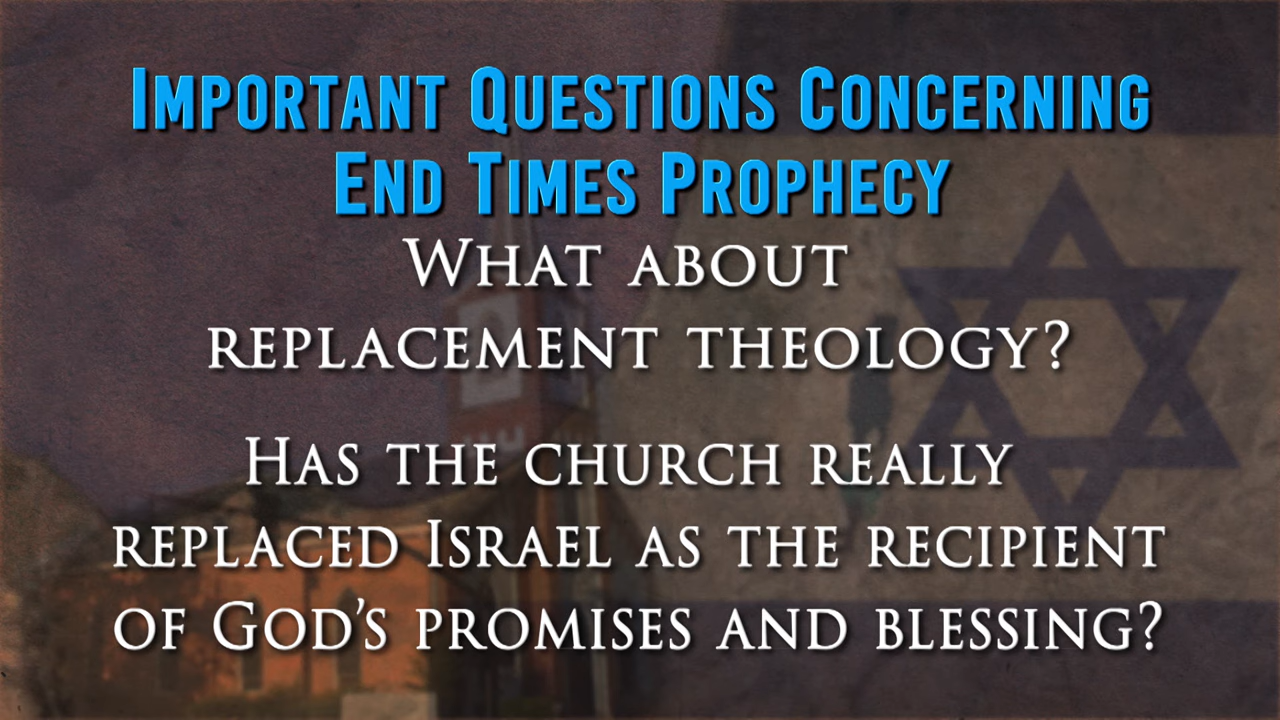 Important Questions Concerning
End Times Prophecy
What about
replacement theology?
Has the church really
replaced Israel as the recipient
of God's promises and blessing?